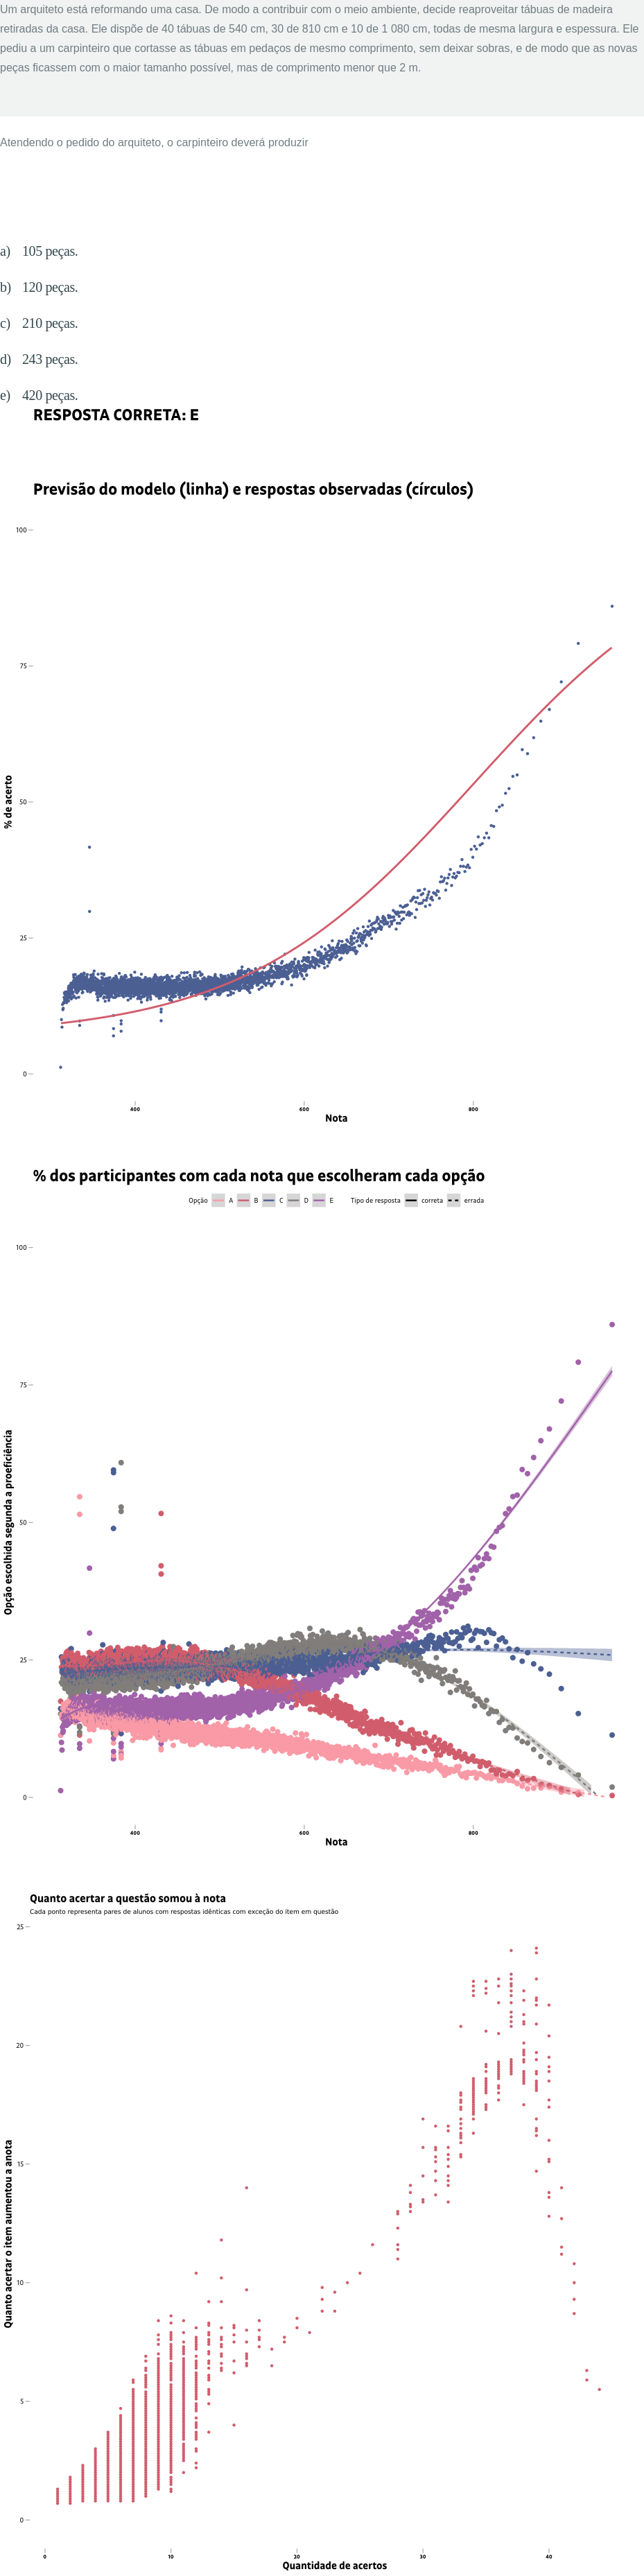 Um arquiteto está reformando uma casa. De modo a contribuir com o meio ambiente, decide reaproveitar tábuas de madeira
retiradas da casa. Ele dispõe de 40 tábuas de 540 cm, 30 de 810 cm e 10 de 1 080 cm, todas de mesma largura e espessura. Ele
pediu a um carpinteiro que cortasse as tábuas em pedaços de mesmo comprimento, sem deixar sobras, e de modo que as novas
peças ficassem com o maior tamanho possível, mas de comprimento menor que 2 m.
Atendendo o pedido do arquiteto, o carpinteiro deverá produzir
a) 105 peças.
b) 120 peças.
c) 210 peças.
d) 243 peças.
e) 420 peças.
RESPOSTA CORRETA: E
Previsão do modelo (linha) e respostas observadas (círculos)
100
75
50
25
0
% de acerto
400 600 800
Nota
% dos participantes com cada nota que escolheram cada opção
Opção A B C D E Tipo de resposta correta errada
100
75
50
25
0
Opção escolhida segunda a proeficiência
400 600 800
Nota
Quanto acertar a questão somou à nota
Cada ponto representa pares de alunos com respostas idênticas com exceção do item em questão
25
20
15
10
5
0
Quanto acertar o item aumentou a anota
0 10 20 30 40
Quantidade de acertos